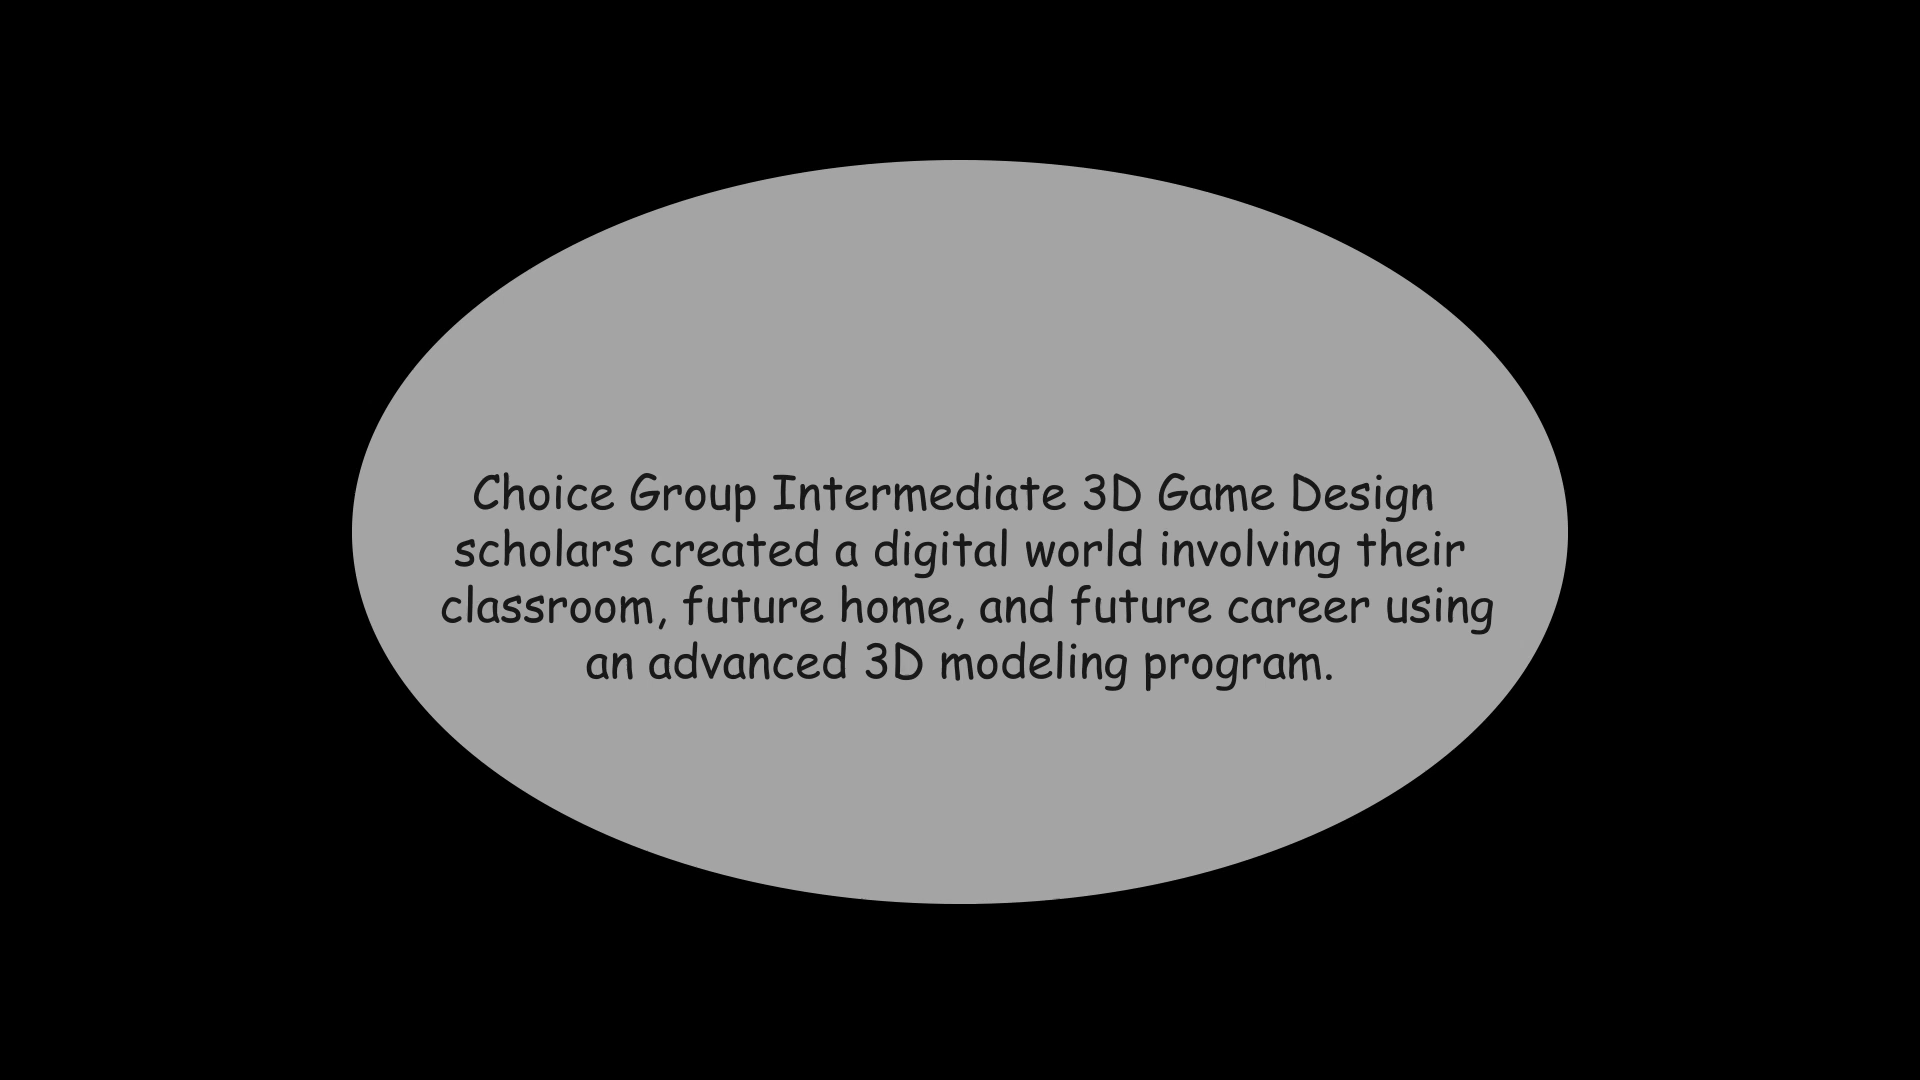 Choice Group Intermediate 3D Game Design
scholars created a digital world involving their
classroom, future home, and future career using
an advanced 3D modeling program.